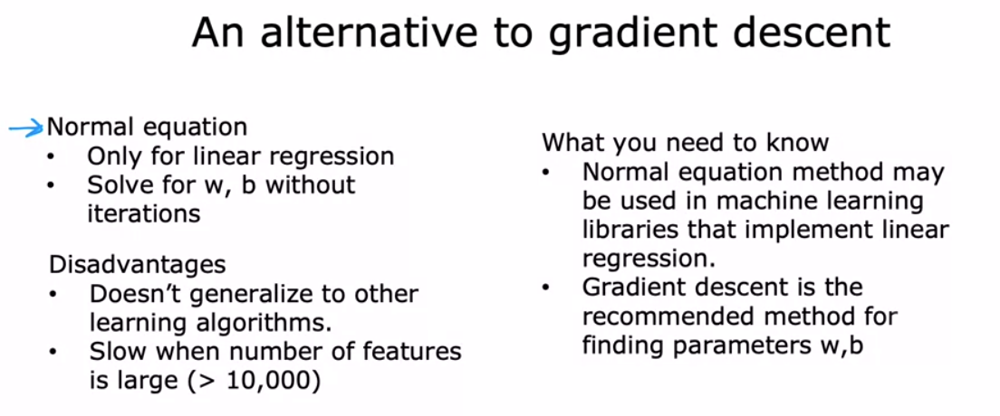 An alternative to gradient descent
Normal equation
• Only for linear regression
• Solve for w, b without
iterations
Disadvantages
• Doesn’t generalize to other
learning algorithms.
• Slow when number of features
is large (> 10,000)
What you need to know
• Normal equation method may
be used in machine learning
libraries that implement linear
regression.
• Gradient descent is the
recommended method for
finding parameters w,b